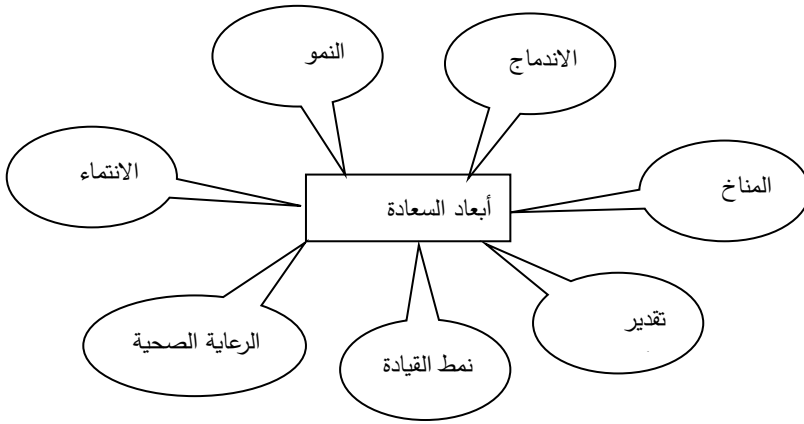 الاندماج
النمو
المناخ
الانتماء
أبعاد السعادة
تقدير
الرعاية الصحية
نمط القيادة